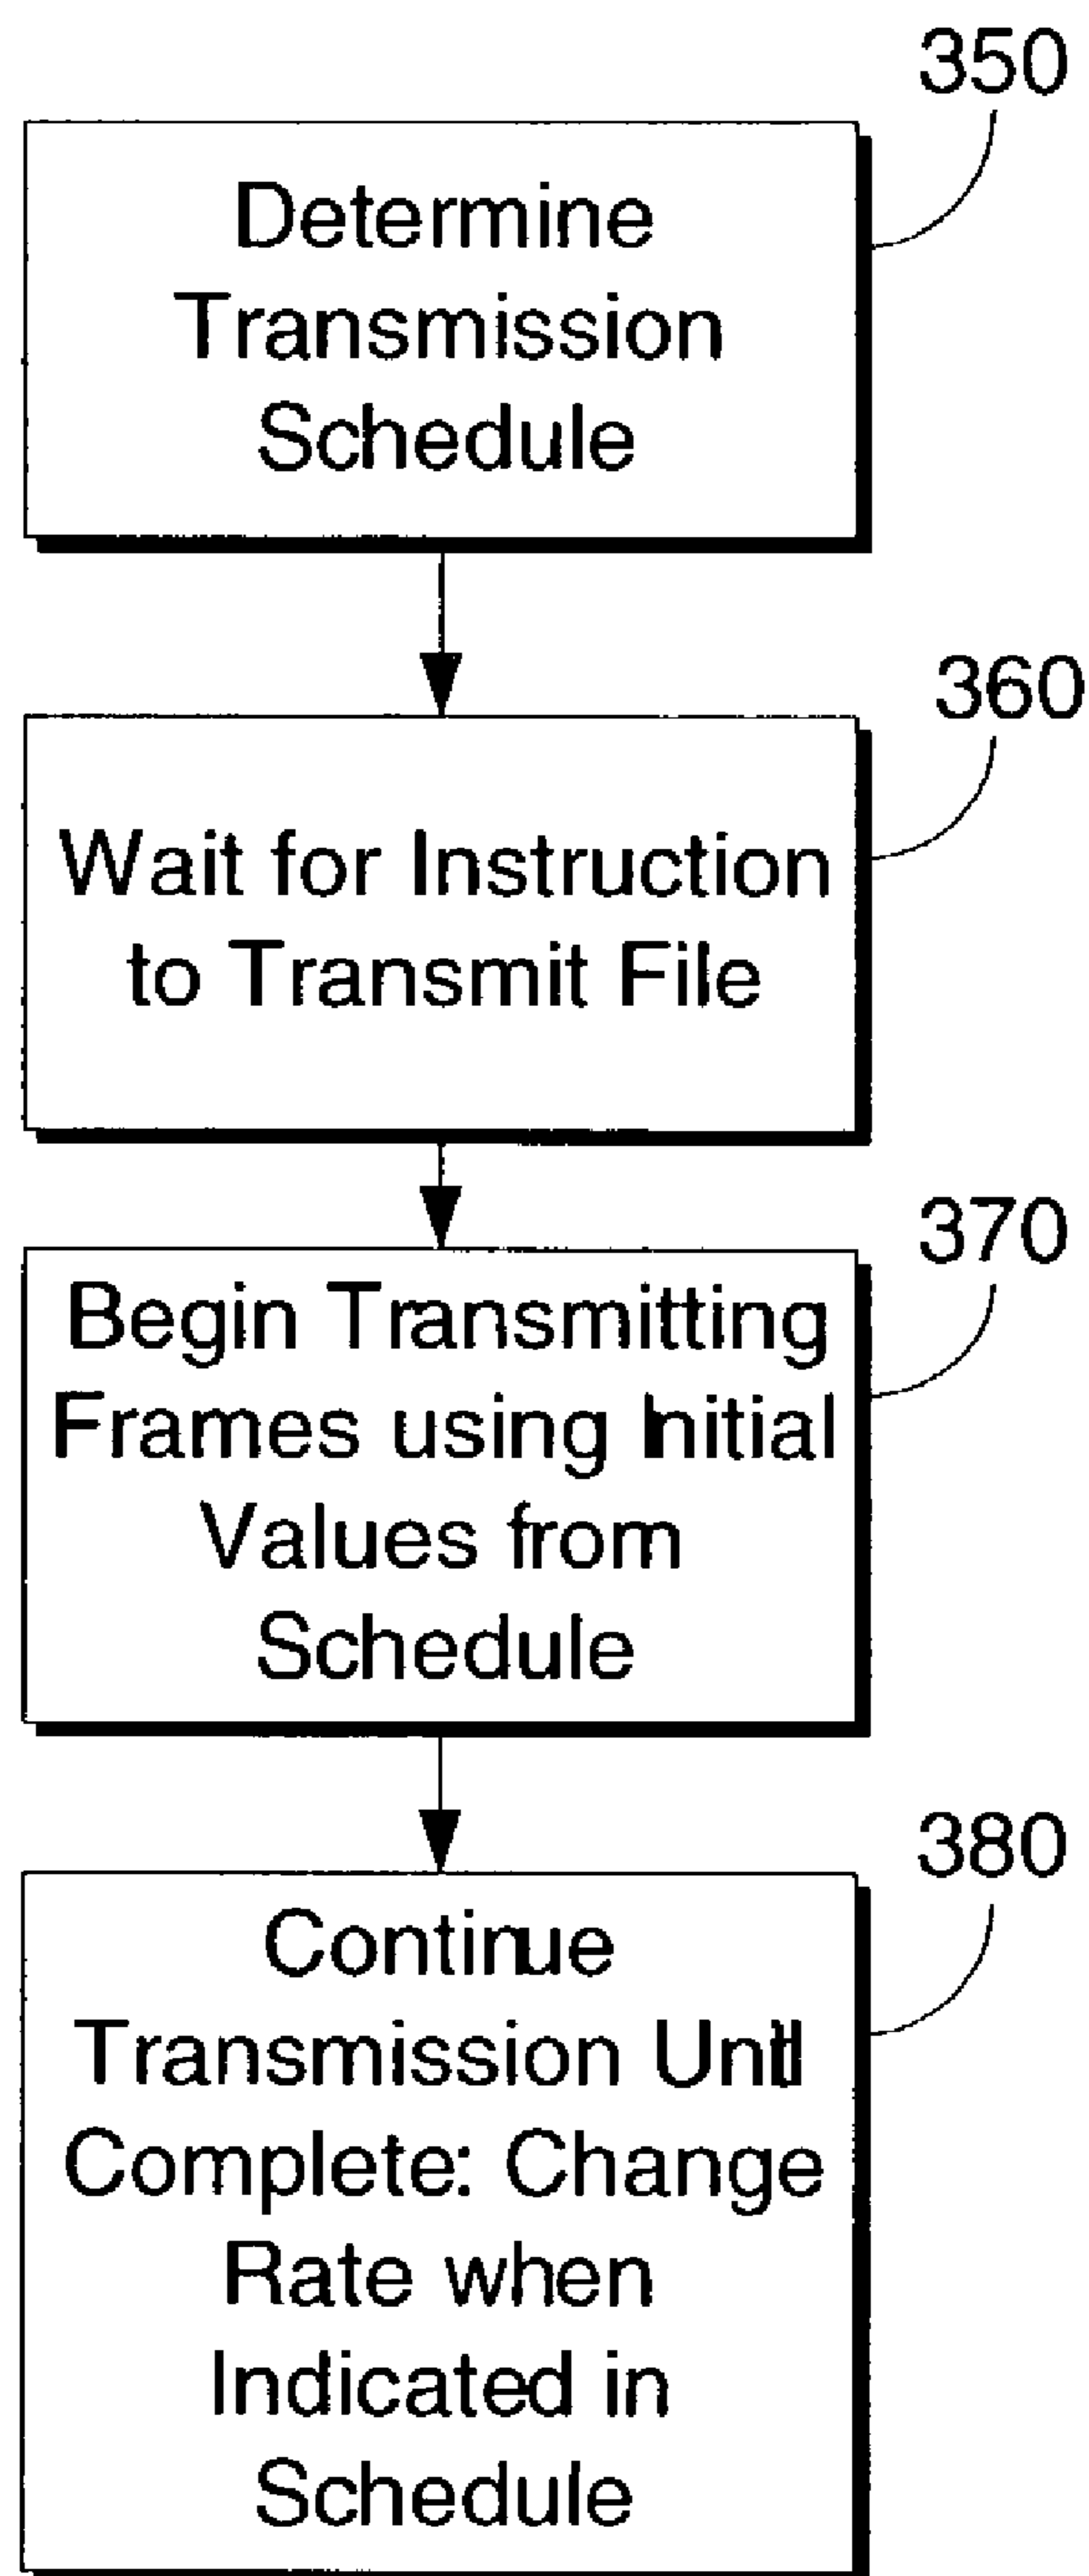 350
Determine
Transmission
Schedule
360
Wait for Instruction
to Transmit File
370
Begin Transmitting
Frames using Initial
Values from
Schedule
380
Continue
Transmission Until
Complete: Change
Rate when
Indicated in
Schedule